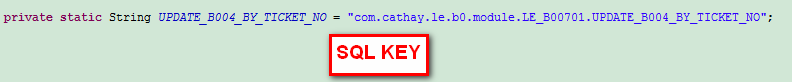 private static String UPDATE_B004_BY_TICKET_NO = "com.cathay.le.b0.module.LE_B00701.UPDATE_B004_BY_TICKET_NO";
SQL KEY